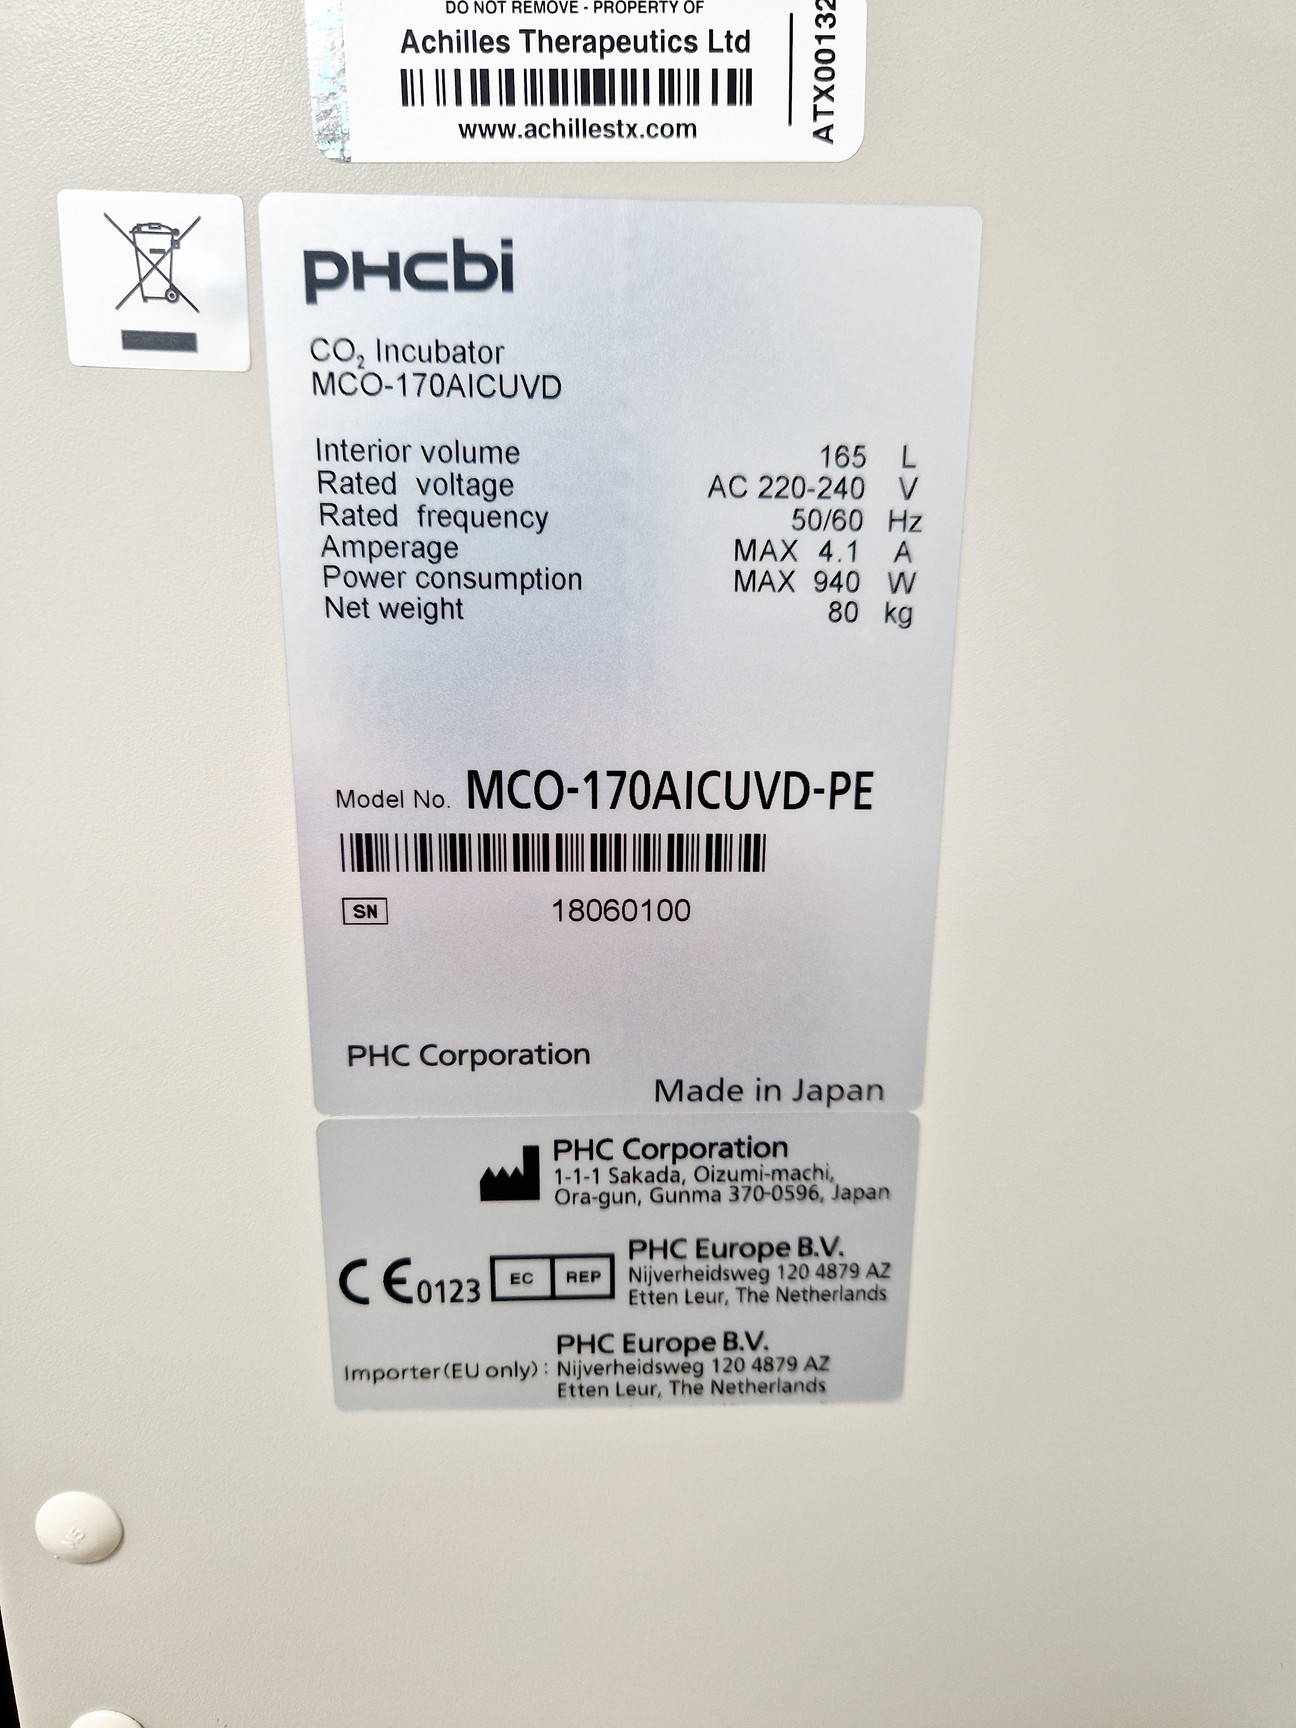 DO NOT REMOVE - PROPERTY OF
Achilles Therapeutics Ltd
www.achillestx.com
ATX00132
PHCbi
CO₂ Incubator
MCO-170AICUVD
Interior volume 165 L
Rated voltage AC 220-240 V
Rated frequency 50/60 Hz
Amperage MAX 4.1 A
Power consumption MAX 940 W
Net weight 80 kg
Model No. MCO-170AICUVD-PE
SN 18060100
PHC Corporation
Made in Japan
PHC Corporation
1-1-1 Sakada, Oizumi-machi,
Ora-gun, Gunma 370-0596, Japan
CE 0123 EC REP
PHC Europe B.V.
Nijverheidsweg 120 4879 AZ
Etten Leur, The Netherlands
Importer(EU only) : PHC Europe B.V.
Nijverheidsweg 120 4879 AZ
Etten Leur, The Netherlands